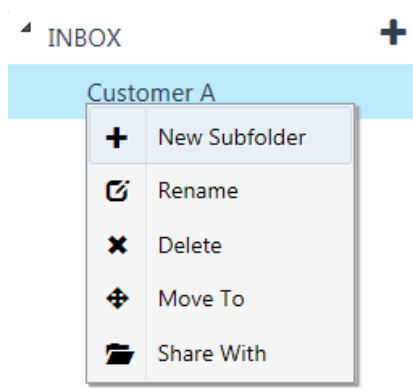 INBOX
Customer A
New Subfolder
Rename
Delete
Move To
Share With